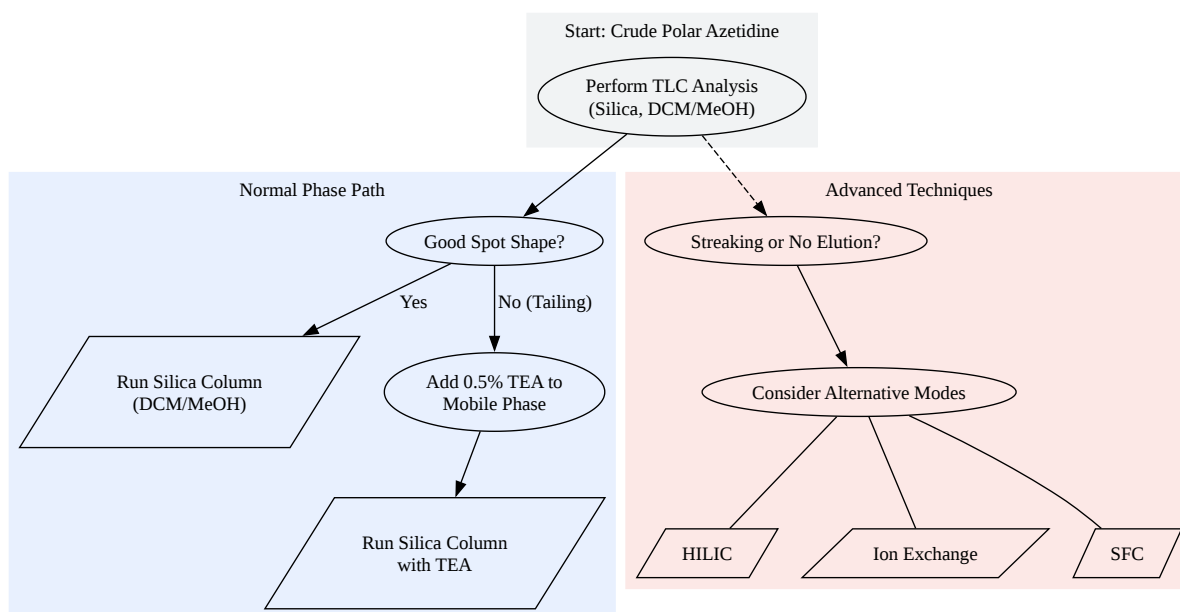 Start: Crude Polar Azetidine
Perform TLC Analysis
(Silica, DCM/MeOH)
Normal Phase Path
Good Spot Shape?
Yes
No (Tailing)
Run Silica Column
(DCM/MeOH)
Add 0.5% TEA to
Mobile Phase
Run Silica Column
with TEA
Advanced Techniques
Streaking or No Elution?
Consider Alternative Modes
HILIC
Ion Exchange
SFC